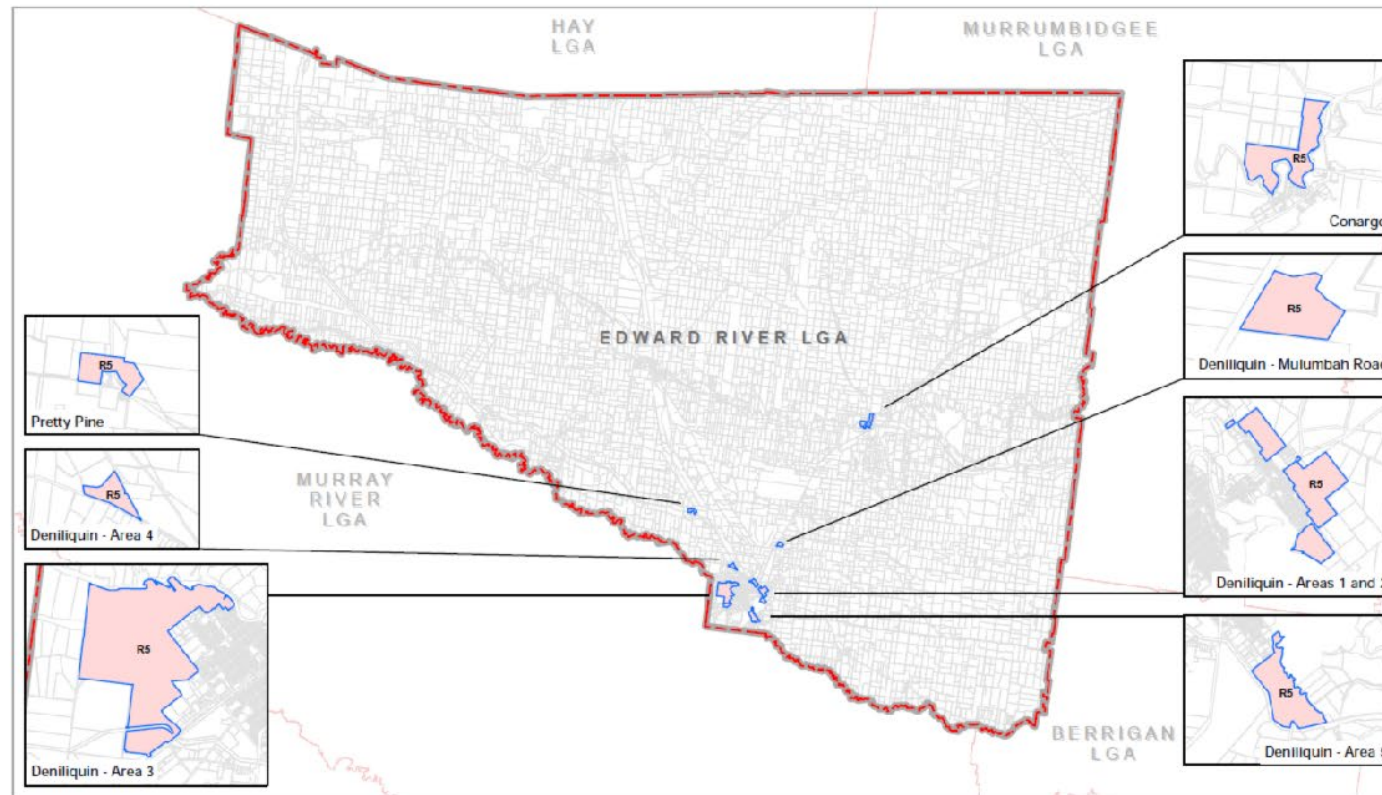 HAY
LGA
MURRUMBIDGEE
LGA
R5
Conargo
EDWARD RIVER LGA
R5
Deniliquin - Mulumbah Road
R5
Pretty Pine
R5
Deniliquin - Areas 1 and
MURRAY
RIVER
LGA
R5
Deniliquin - Area 4
R5
Deniliquin - Area 3
R5
Deniliquin - Area
BERRIGAN
LGA